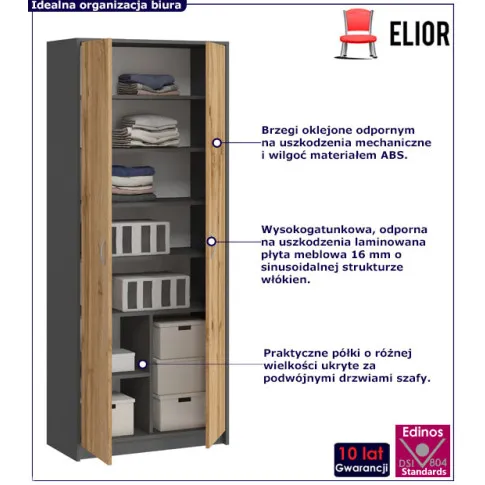 Idealna organizacja biura
ELIOR
Brzegi oklejone odpornym
na uszkodzenia mechaniczne
i wilgoć materiałem ABS.
Wysokogatunkowa, odporna
na uszkodzenia laminowana
płyta meblowa 16 mm o
sinusoidalnej strukturze
włókien.
Praktyczne półki o różnej
wielkości ukryte za
podwójnymi drzwiami szafy.
10 lat
Gwarancji
Edinos
DSI 804
Standards